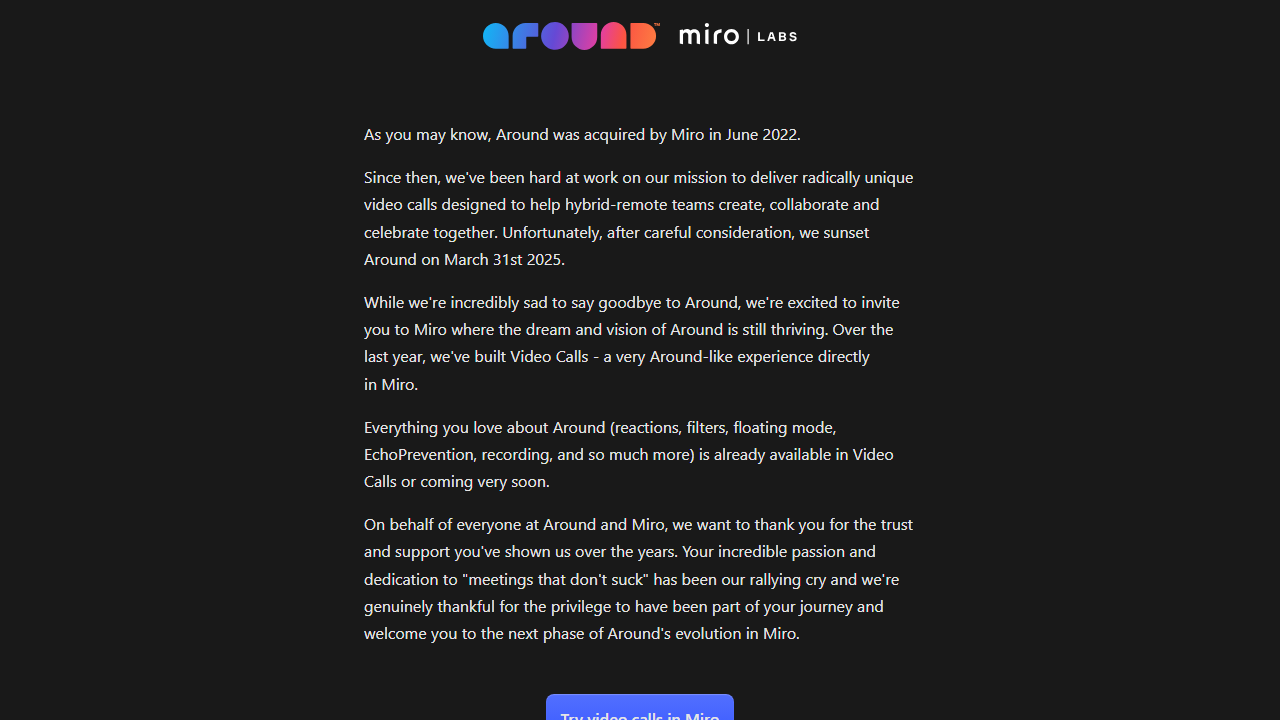 around™ miro | LABS
As you may know, Around was acquired by Miro in June 2022.
Since then, we've been hard at work on our mission to deliver radically unique
video calls designed to help hybrid-remote teams create, collaborate and
celebrate together. Unfortunately, after careful consideration, we sunset
Around on March 31st 2025.
While we're incredibly sad to say goodbye to Around, we're excited to invite
you to Miro where the dream and vision of Around is still thriving. Over the
last year, we've built Video Calls - a very Around-like experience directly
in Miro.
Everything you love about Around (reactions, filters, floating mode,
EchoPrevention, recording, and so much more) is already available in Video
Calls or coming very soon.
On behalf of everyone at Around and Miro, we want to thank you for the trust
and support you've shown us over the years. Your incredible passion and
dedication to "meetings that don't suck" has been our rallying cry and we're
genuinely thankful for the privilege to have been part of your journey and
welcome you to the next phase of Around's evolution in Miro.
Try video calls in Miro